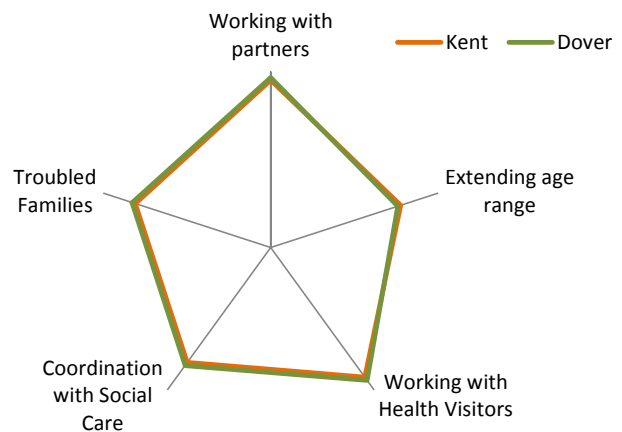 Working with
partners
Kent
Dover
Troubled
Families
Extending age
range
Coordination
with Social
Care
Working with
Health Visitors